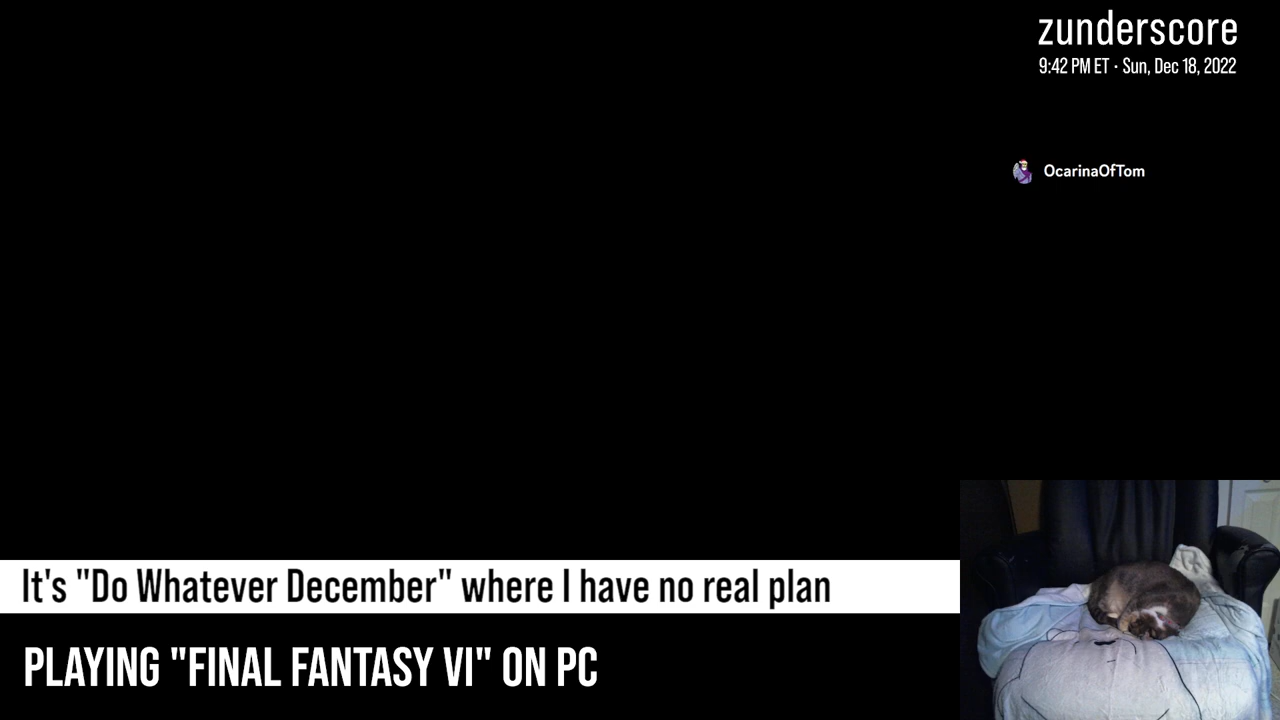 zunderscore
9:42 PM ET · Sun, Dec 18, 2022
OcarinaOfTom
It's "Do Whatever December" where I have no real plan
PLAYING "FINAL FANTASY VI" ON PC